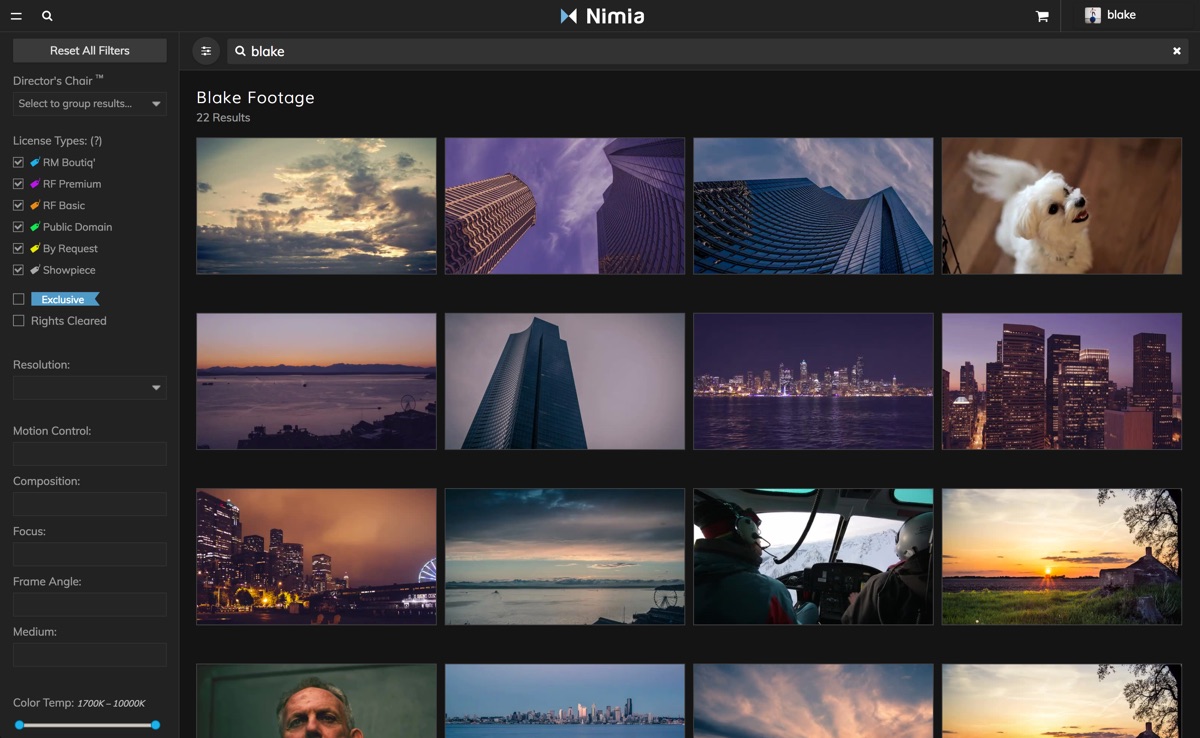 Nimia
blake
Reset All Filters
blake
Director's Chair ™
Select to group results...
Blake Footage
22 Results
License Types: (?)
RM Boutiq'
RF Premium
RF Basic
Public Domain
By Request
Showpiece
Exclusive
Rights Cleared
Resolution:
Motion Control:
Composition:
Focus:
Frame Angle:
Medium:
Color Temp: 1700K – 10000K